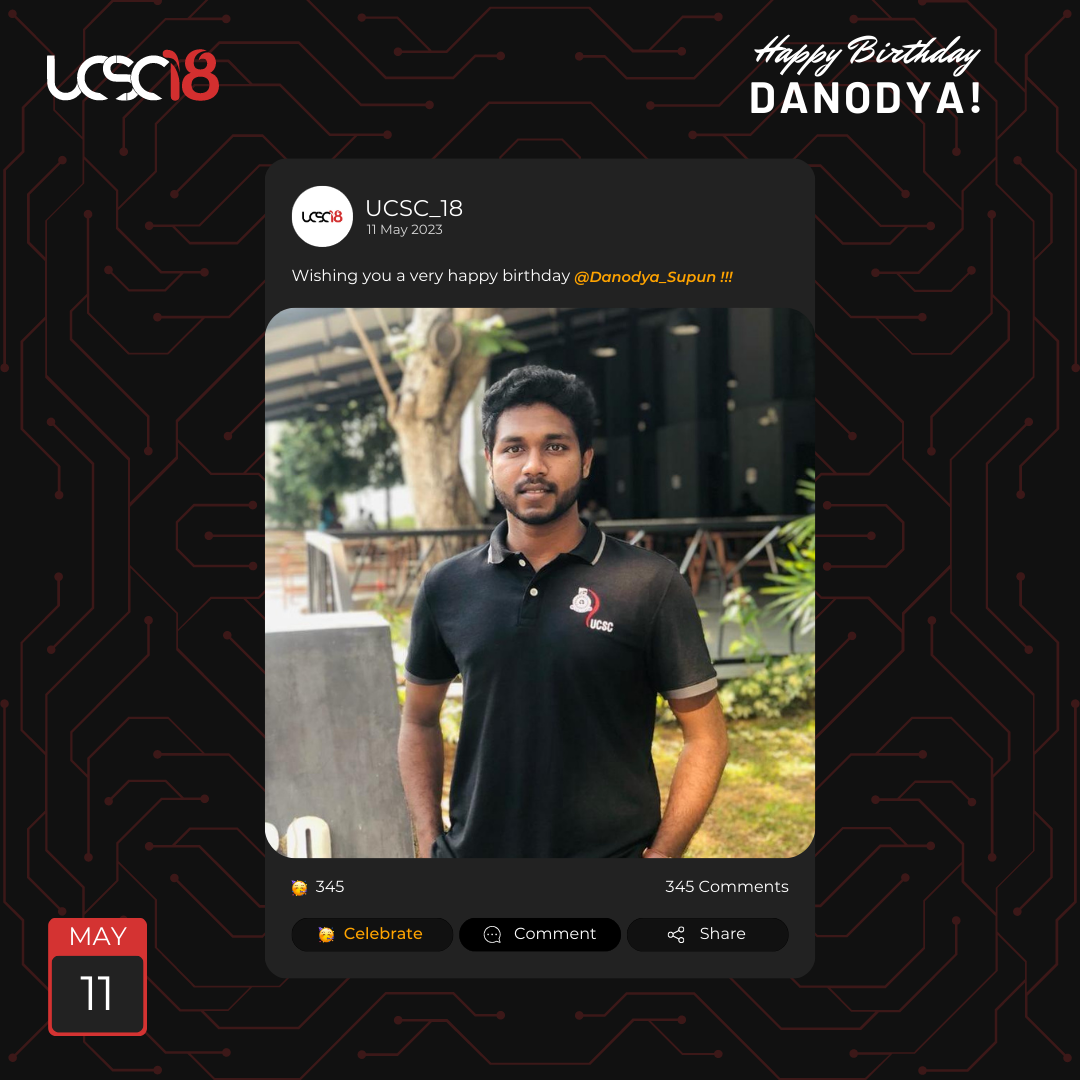 UCSC18
Happy Birthday
DANODYA!
UCSC18
UCSC_18
11 May 2023
Wishing you a very happy birthday @Danodya_Supun !!!
UCSC
345
345 Comments
Celebrate
Comment
Share
MAY
11